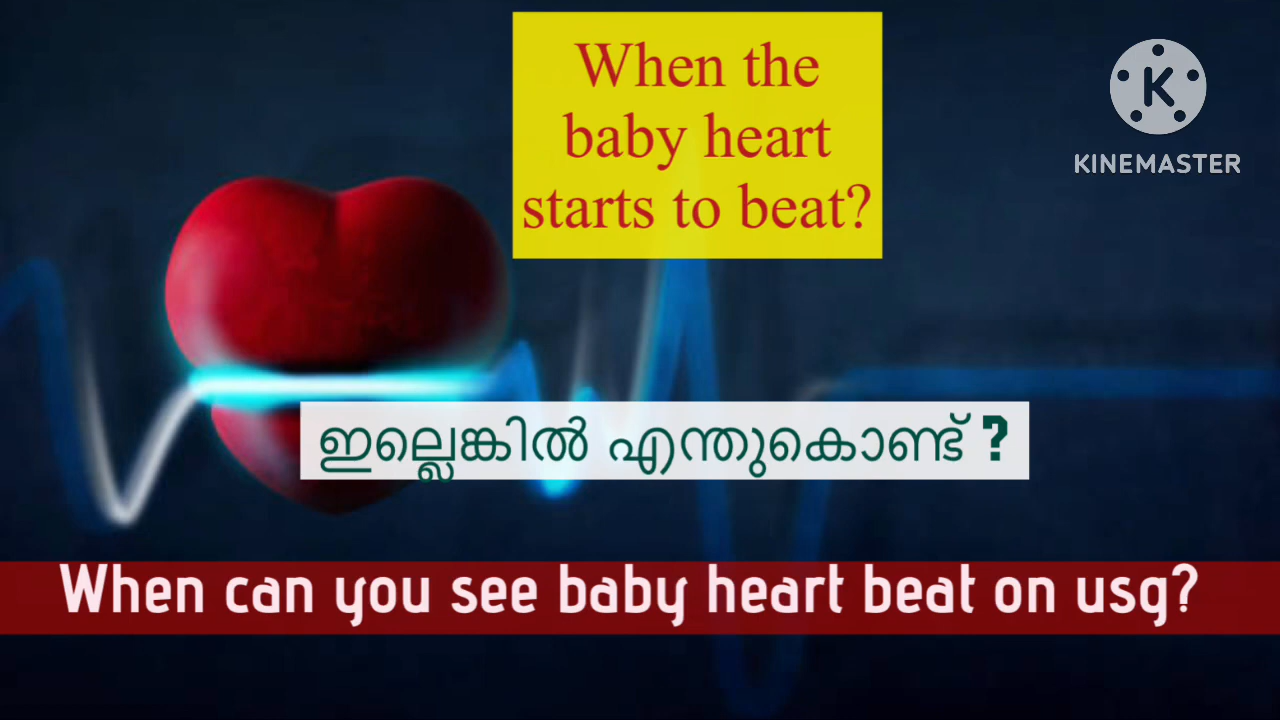 When the
baby heart
starts to beat?
K
KINEMASTER
ഇല്ലെങ്കിൽ എന്തുകൊണ്ട് ?
When can you see baby heart beat on usg?